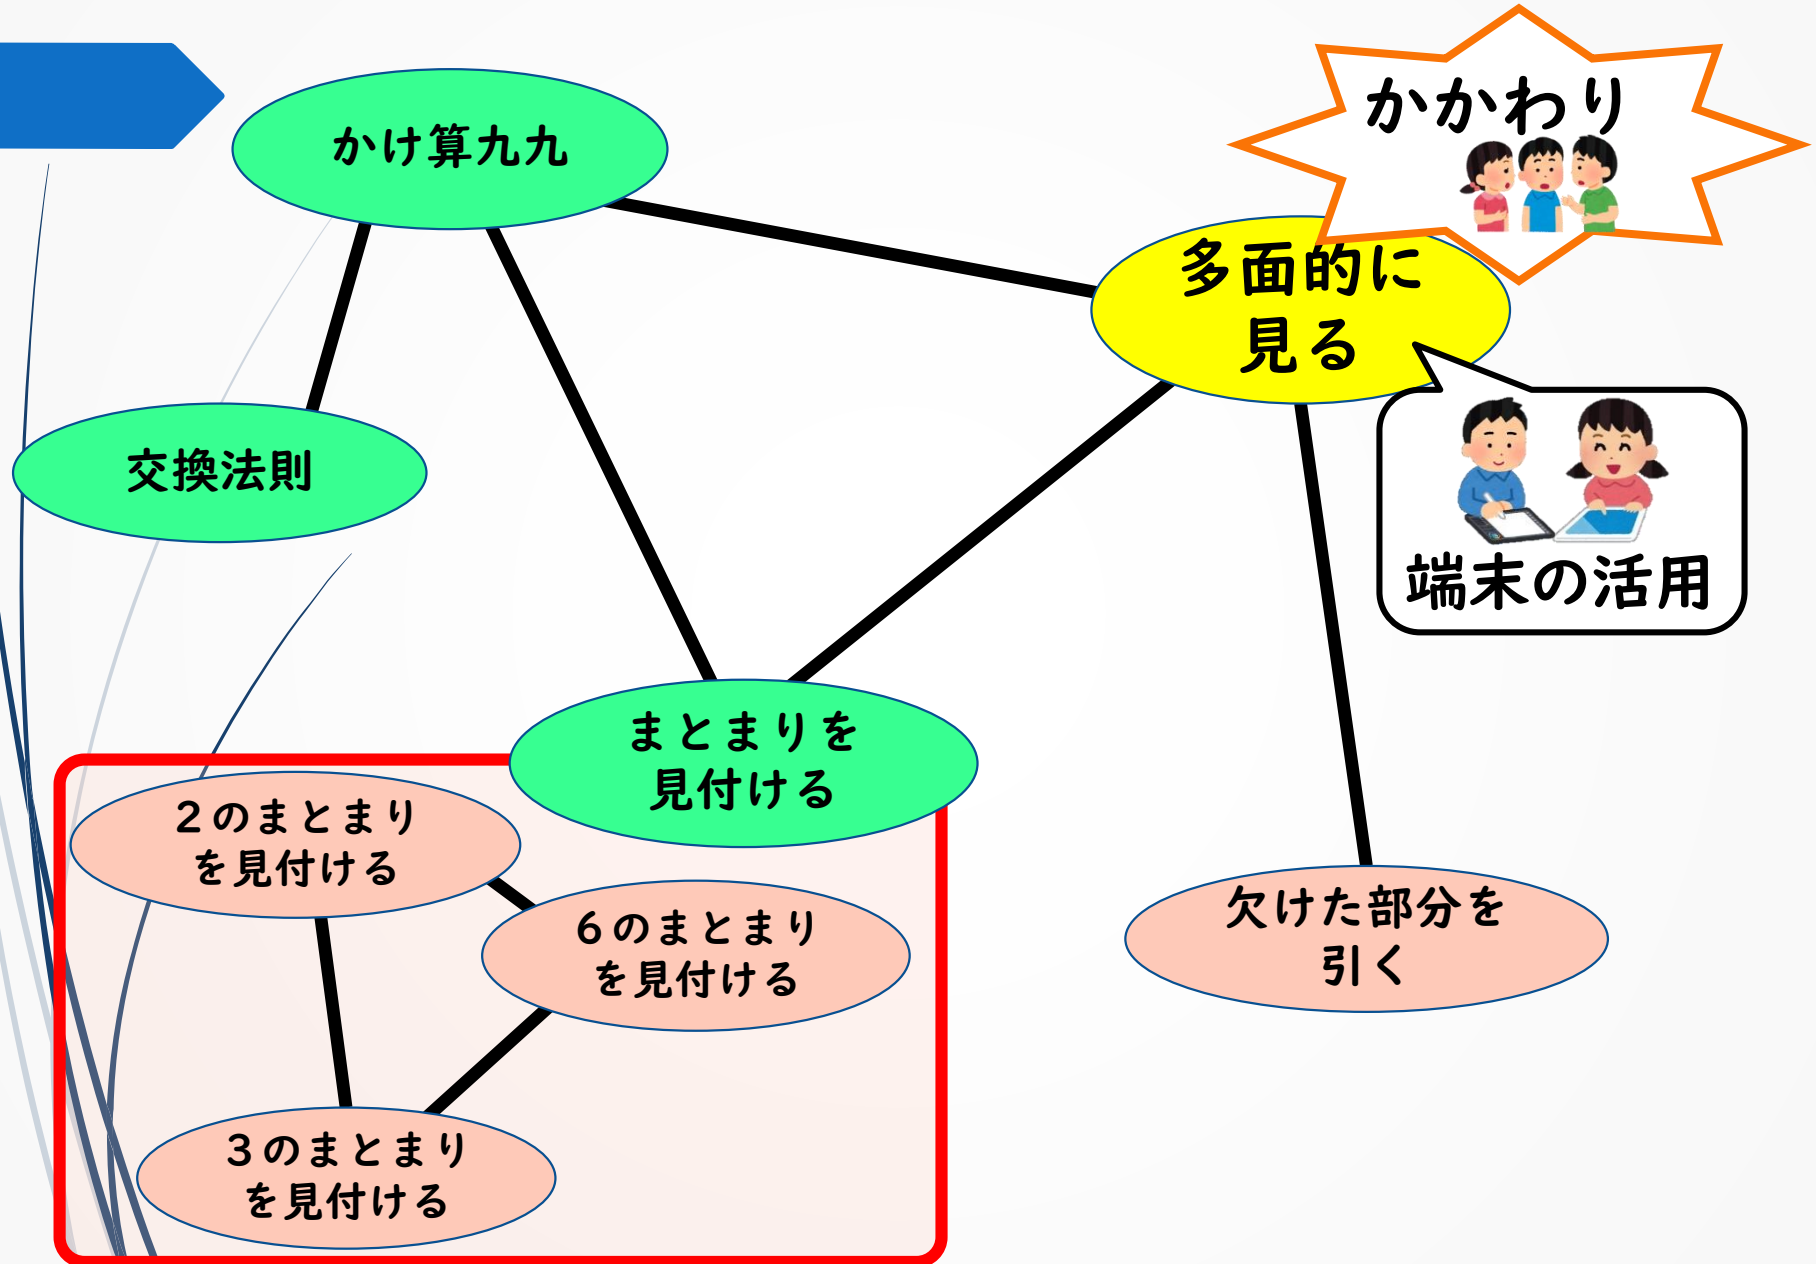 かけ算九九
かかわり
多面的に
見る
交換法則
端末の活用
まとまりを
見付ける
２のまとまり
を見付ける
６のまとまり
を見付ける
欠けた部分を
引く
３のまとまり
を見付ける